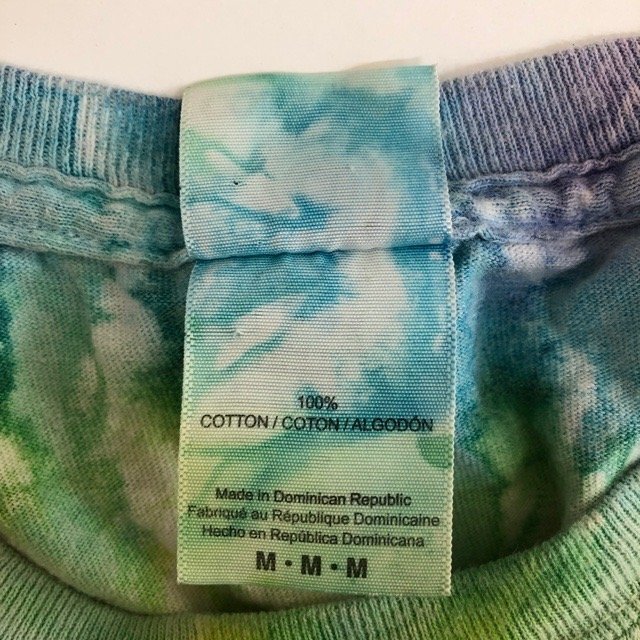 100%
COTTON / COTON / ALGODÓN
Made in Dominican Republic
Fabriqué au République Dominicaine
Hecho en República Dominicana
M • M • M